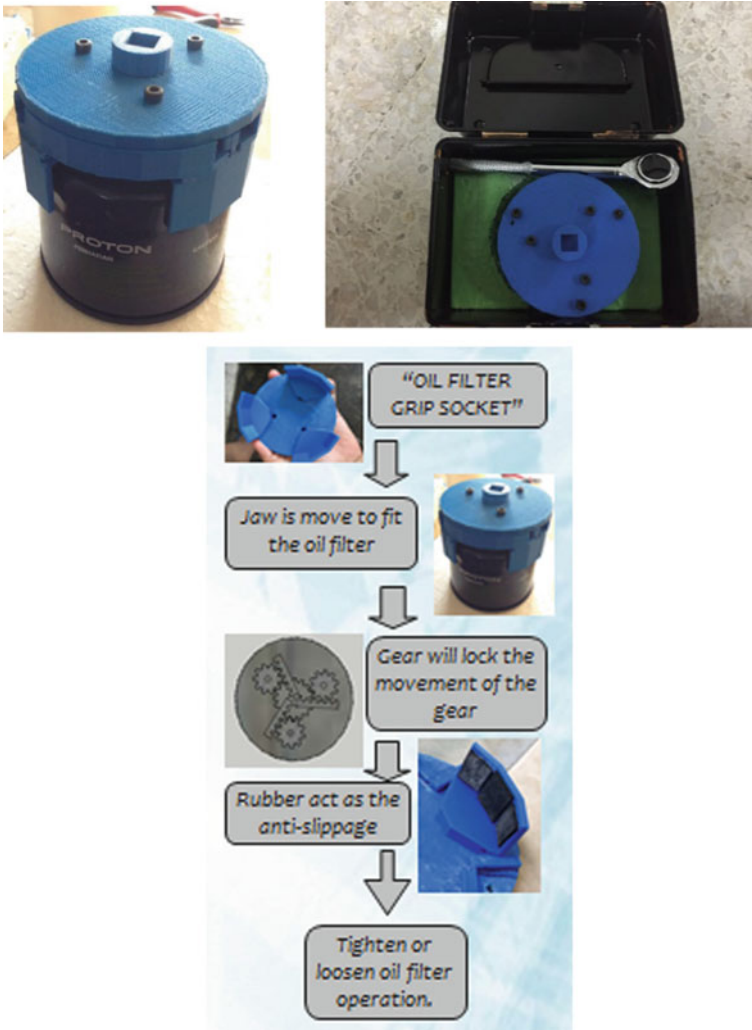 PROTON
"OIL FILTER
GRIP SOCKET"
Jaw is move to fit
the oil filter
Gear will lock the
movement of the
gear
Rubber act as the
anti-slippage
Tighten or
loosen oil filter
operation.